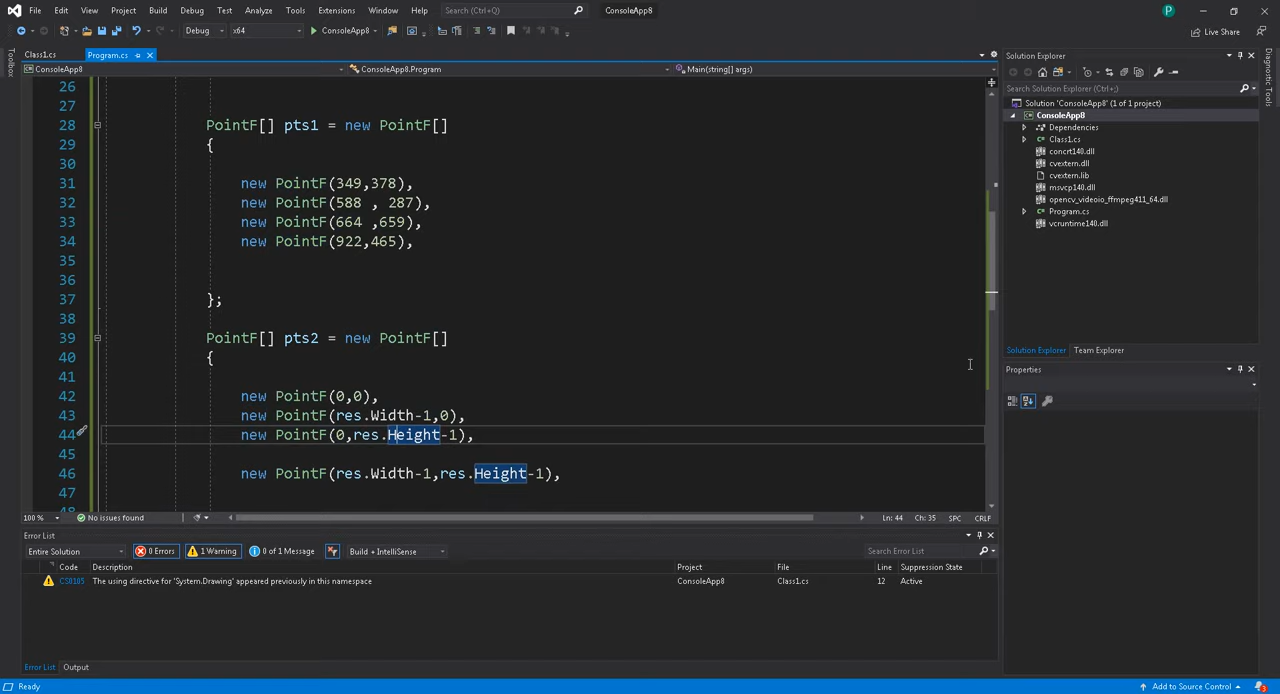 File Edit View Project Build Debug Test Analyze Tools Extensions Window Help Search (Ctrl+Q) ConsoleApp8 P
Debug x64 ConsoleApp8 Live Share
Toolbox
Class1.cs Program.cs
ConsoleApp8 ConsoleApp8.Program Main(string[] args)
26
27
28 PointF[] pts1 = new PointF[]
29 {
30
31 new PointF(349,378),
32 new PointF(588 , 287),
33 new PointF(664 ,659),
34 new PointF(922,465),
35
36
37 };
38
39 PointF[] pts2 = new PointF[]
40 {
41
42 new PointF(0,0),
43 new PointF(res.Width-1,0),
44 new PointF(0,res.Height-1),
45
46 new PointF(res.Width-1,res.Height-1),
47
48
100 % No issues found Ln: 44 Ch: 35 SPC CRLF
Error List
Entire Solution 0 Errors 1 Warning 0 of 1 Message Build + IntelliSense Search Error List
Code Description Project File Line Suppression State
CS0105 The using directive for 'System.Drawing' appeared previously in this namespace ConsoleApp8 Class1.cs 12 Active
Error List Output
Solution Explorer
Search Solution Explorer (Ctrl+;)
Solution 'ConsoleApp8' (1 of 1 project)
ConsoleApp8
Dependencies
Class1.cs
concrt140.dll
cvextern.dll
cvextern.lib
msvcp140.dll
opencv_videoio_ffmpeg411_64.dll
Program.cs
vcruntime140.dll
Solution Explorer Team Explorer
Properties
Diagnostic Tools
Ready Add to Source Control